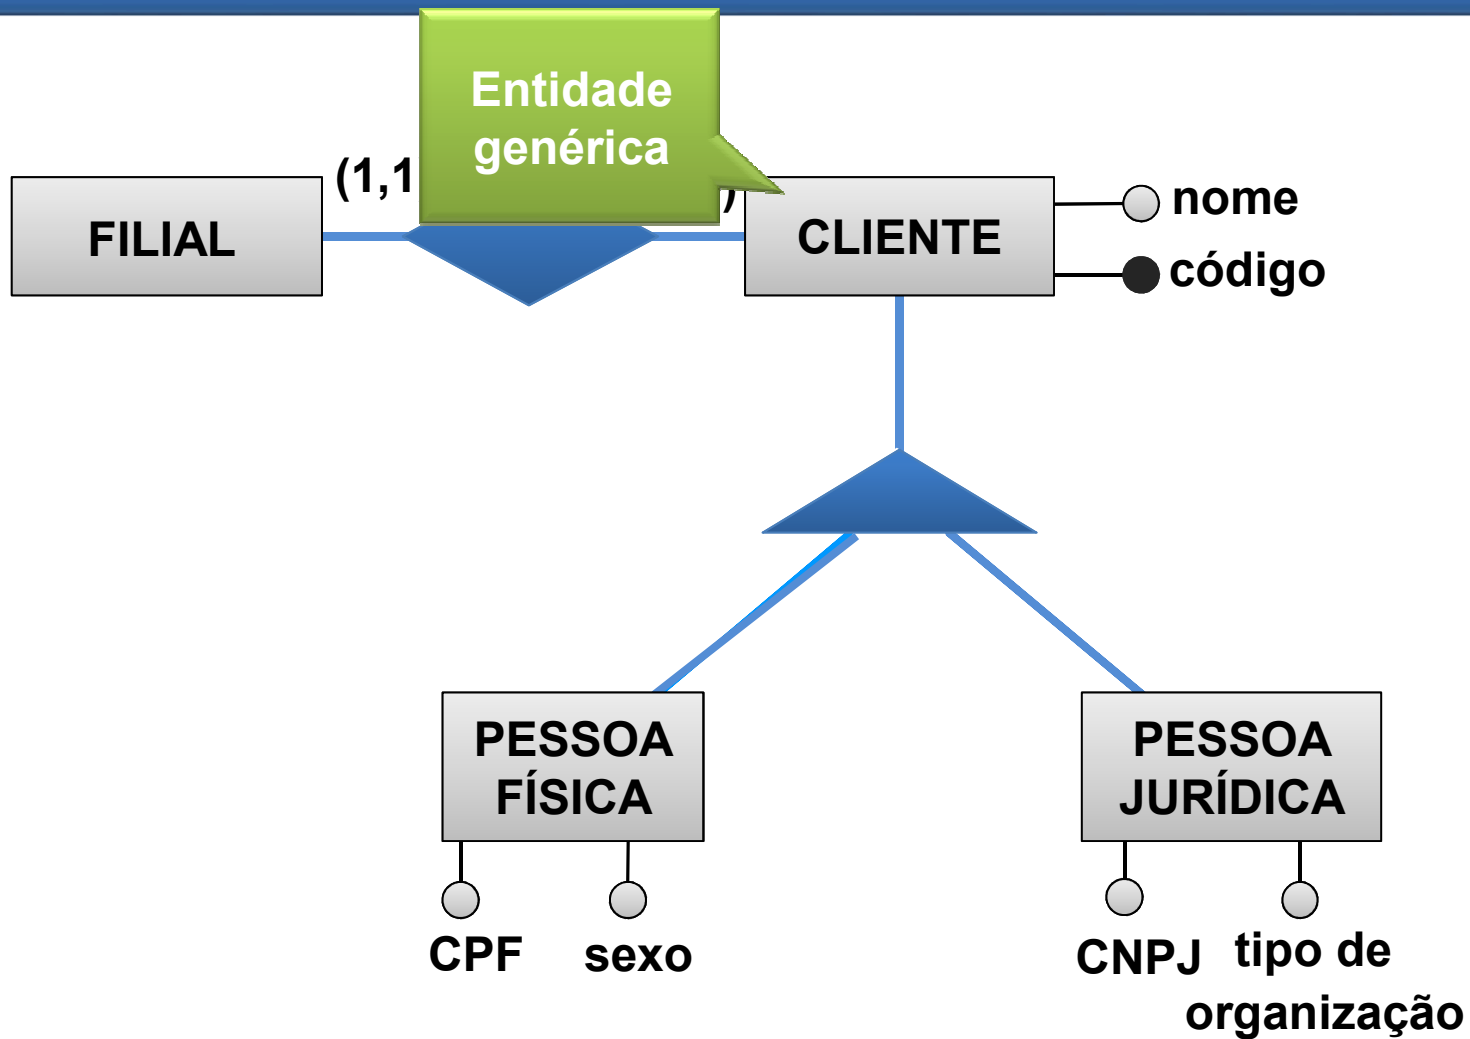 Entidade
genérica
(1,1
)
FILIAL
CLIENTE
nome
código
PESSOA
FÍSICA
PESSOA
JURÍDICA
CPF
sexo
CNPJ
tipo de
organização